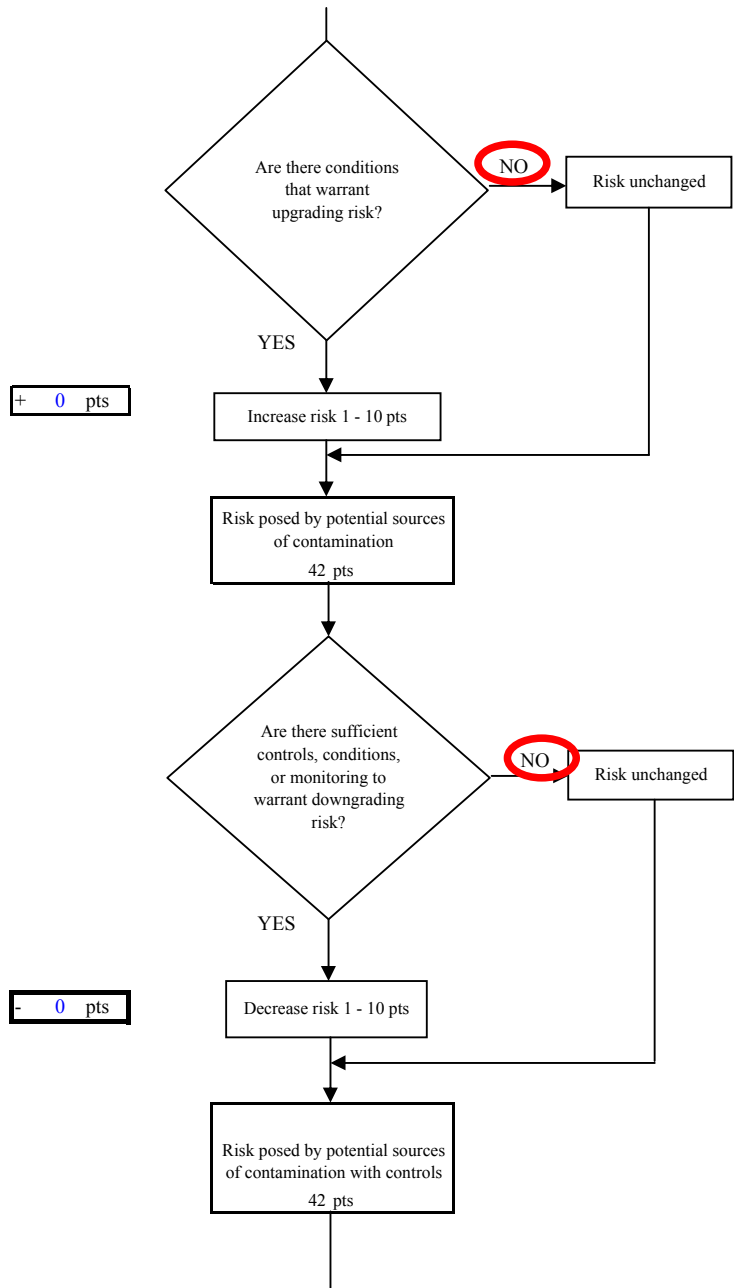 Are there conditions
that warrant
upgrading risk?
NO
Risk unchanged
YES
+ 0 pts
Increase risk 1 - 10 pts
Risk posed by potential sources
of contamination
42 pts
Are there sufficient
controls, conditions,
or monitoring to
warrant downgrading
risk?
NO
Risk unchanged
YES
- 0 pts
Decrease risk 1 - 10 pts
Risk posed by potential sources
of contamination with controls
42 pts